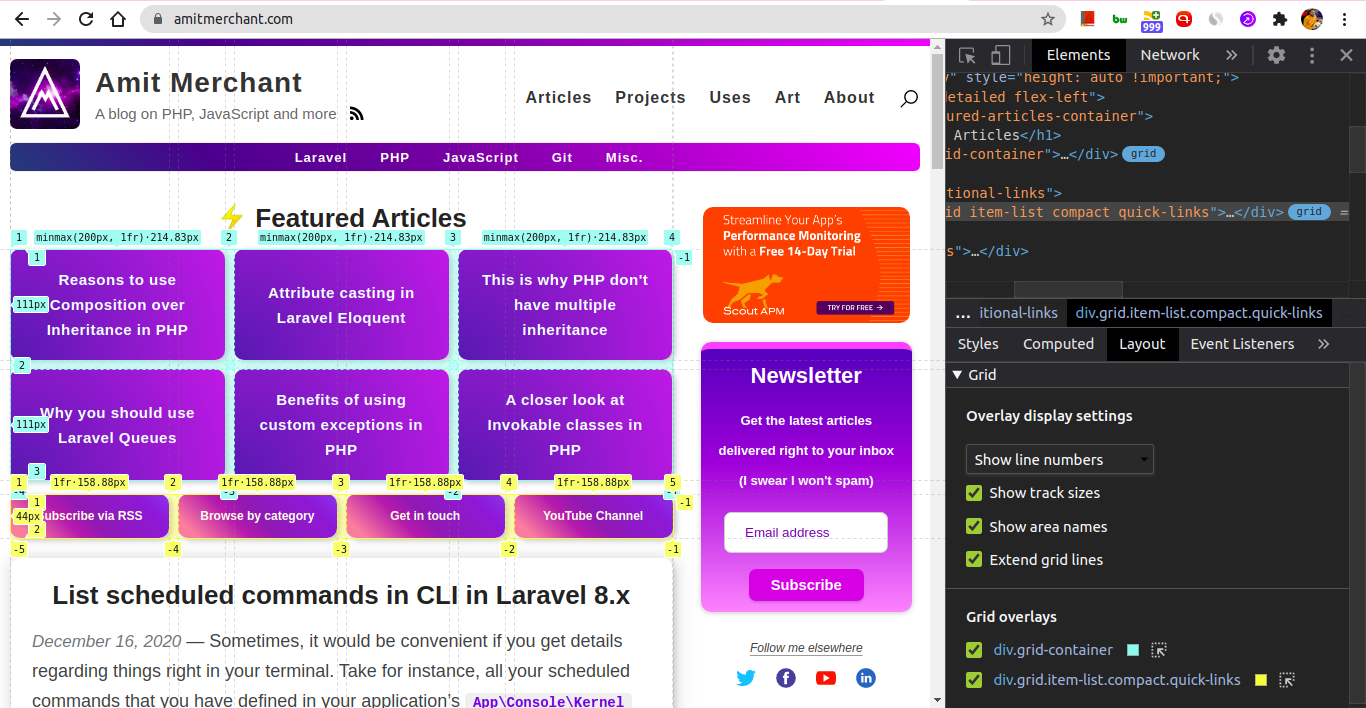 amitmerchant.com
999
Amit Merchant
A blog on PHP, JavaScript and more
Articles Projects Uses Art About
Laravel PHP JavaScript Git Misc.
⚡ Featured Articles
1 minmax(200px, 1fr)·214.83px 2 minmax(200px, 1fr)·214.83px 3 minmax(200px, 1fr)·214.83px 4
1 -1
111px
Reasons to use
Composition over
Inheritance in PHP
Attribute casting in
Laravel Eloquent
This is why PHP don't
have multiple
inheritance
2
111px
Why you should use
Laravel Queues
Benefits of using
custom exceptions in
PHP
A closer look at
Invokable classes in
PHP
3
-4 -3 -2 -1
1 1fr·158.88px 2 1fr·158.88px 3 1fr·158.88px 4 1fr·158.88px 5
1 -1
44px
2
ubscribe via RSS
Browse by category
Get in touch
YouTube Channel
-5 -4 -3 -2 -1
List scheduled commands in CLI in Laravel 8.x
December 16, 2020 — Sometimes, it would be convenient if you get details
regarding things right in your terminal. Take for instance, all your scheduled
commands that you have defined in your application's App\Console\Kernel
Streamline Your App's
Performance Monitoring
with a Free 14-Day Trial
Scout APM
TRY FOR FREE →
Newsletter
Get the latest articles
delivered right to your inbox
(I swear I won't spam)
Email address
Subscribe
Follow me elsewhere
Elements Network »
y" style="height: auto !important;">
detailed flex-left">
ured-articles-container">
Articles</h1>
id-container">…</div> grid
tional-links">
id item-list compact quick-links">…</div> grid =
s">…</div>
... itional-links div.grid.item-list.compact.quick-links
Styles Computed Layout Event Listeners »
▼ Grid
Overlay display settings
Show line numbers
Show track sizes
Show area names
Extend grid lines
Grid overlays
div.grid-container
div.grid.item-list.compact.quick-links